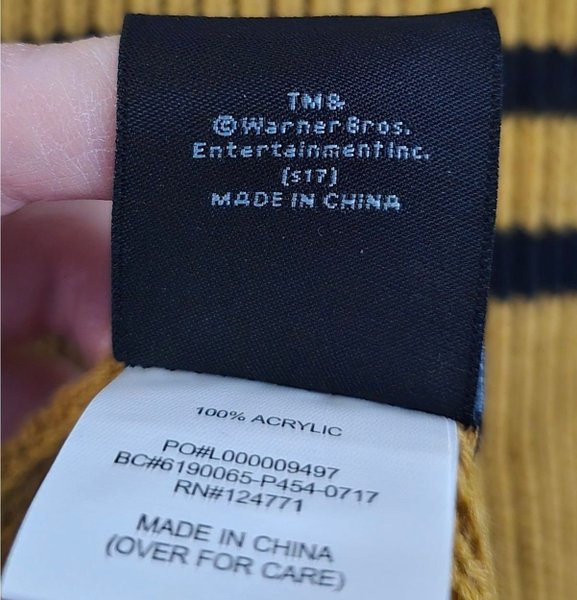 TM&
©Warner Bros.
Entertainment Inc.
(s17)
MADE IN CHINA
100% ACRYLIC
PO#L000009497
BC#6190065-P454-0717
RN#124771
MADE IN CHINA
(OVER FOR CARE)